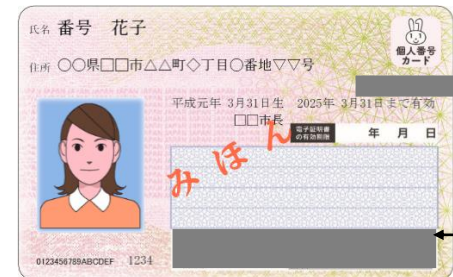 氏名 番号 花子
個人番号
カード
住所 〇〇県□□市△△町◇丁目〇番地▽▽号
平成元年 3月31日生 2025年 3月31日まで有効
□□市長
電子証明書
の有効期限
年 月 日
みほん
0123456789ABCDEF 1234